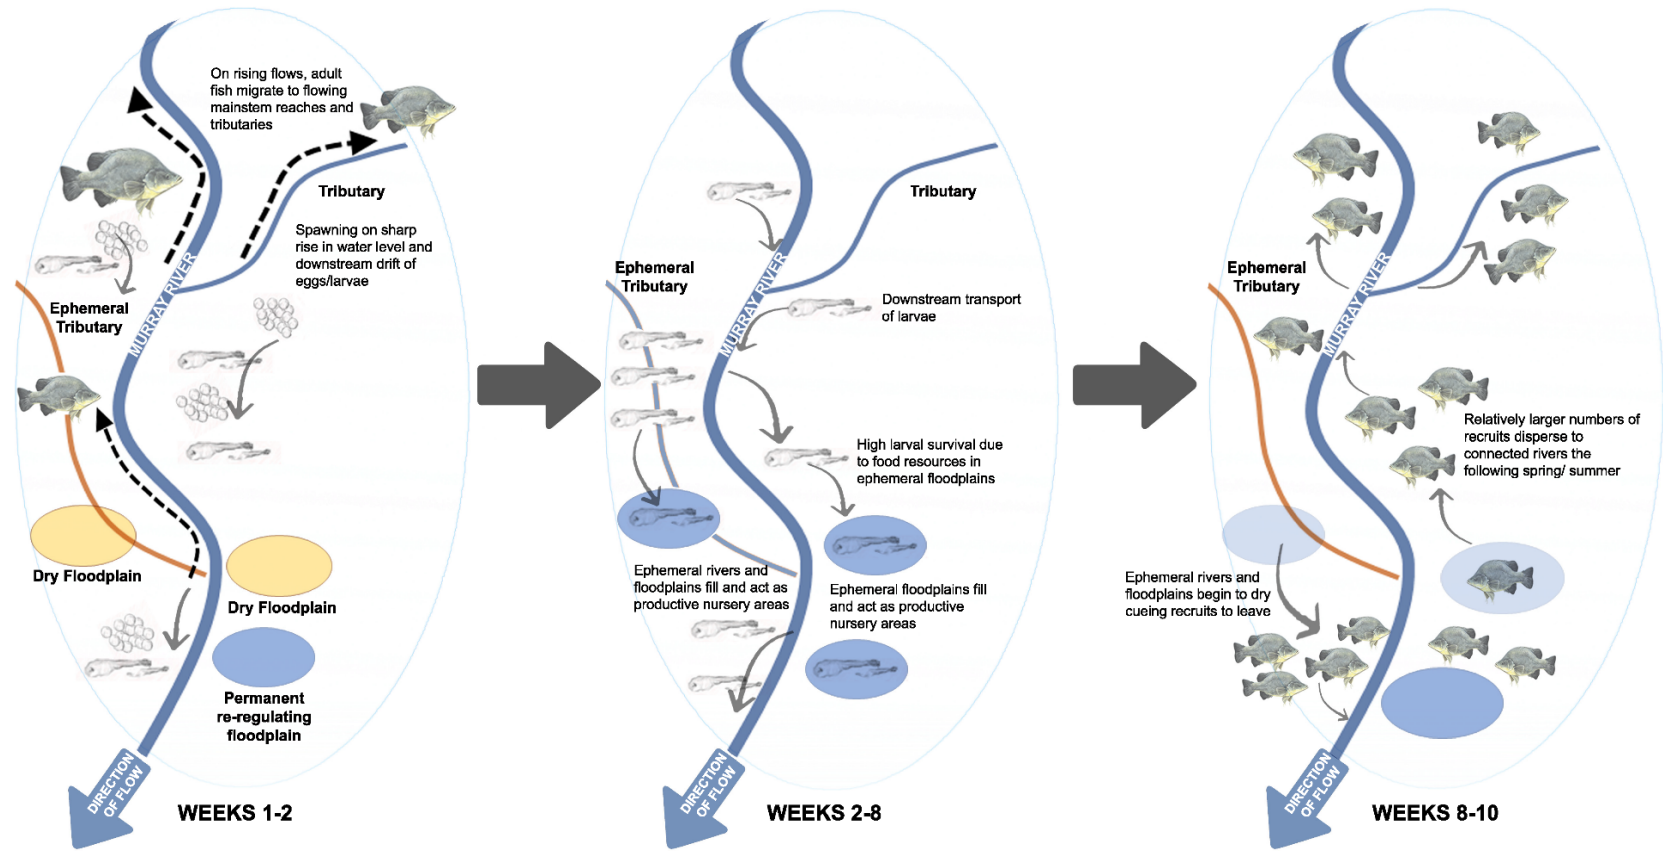 On rising flows, adult
fish migrate to flowing
mainstem reaches and
tributaries
Tributary
Spawning on sharp
rise in water level and
downstream drift of
eggs/larvae
Ephemeral
Tributary
MURRAY RIVER
Dry Floodplain
Dry Floodplain
Permanent
re-regulating
floodplain
DIRECTION
OF FLOW
WEEKS 1-2
Tributary
Ephemeral
Tributary
MURRAY RIVER
Downstream transport
of larvae
High larval survival due
to food resources in
ephemeral floodplains
Ephemeral rivers and
floodplains fill and act as
productive nursery areas
Ephemeral floodplains fill
and act as productive
nursery areas
DIRECTION
OF FLOW
WEEKS 2-8
Ephemeral
Tributary
MURRAY RIVER
Relatively larger numbers of
recruits disperse to
connected rivers the
following spring/ summer
Ephemeral rivers and
floodplains begin to dry
cueing recruits to leave
DIRECTION
OF FLOW
WEEKS 8-10